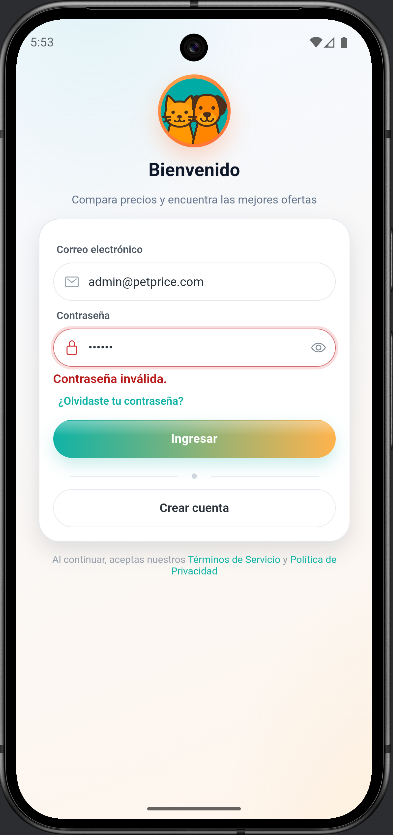 5:53
Bienvenido
Compara precios y encuentra las mejores ofertas
Correo electrónico
admin@petprice.com
Contraseña
••••••
Contraseña inválida.
¿Olvidaste tu contraseña?
Ingresar
Crear cuenta
Al continuar, aceptas nuestros Términos de Servicio y Política de
Privacidad